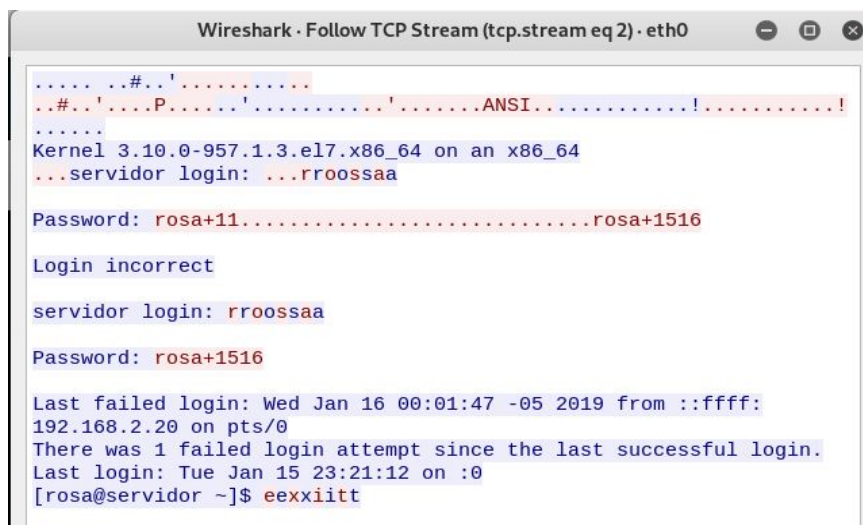 Wireshark · Follow TCP Stream (tcp.stream eq 2) · eth0
..... ..#..'...........
..#..'....P......'............'.......ANSI............!...........!
......
Kernel 3.10.0-957.1.3.el7.x86_64 on an x86_64
...servidor login: ...rroossaa
Password: rosa+11.............................rosa+1516
Login incorrect
servidor login: rroossaa
Password: rosa+1516
Last failed login: Wed Jan 16 00:01:47 -05 2019 from ::ffff:
192.168.2.20 on pts/0
There was 1 failed login attempt since the last successful login.
Last login: Tue Jan 15 23:21:12 on :0
[rosa@servidor ~]$ eexxiitt